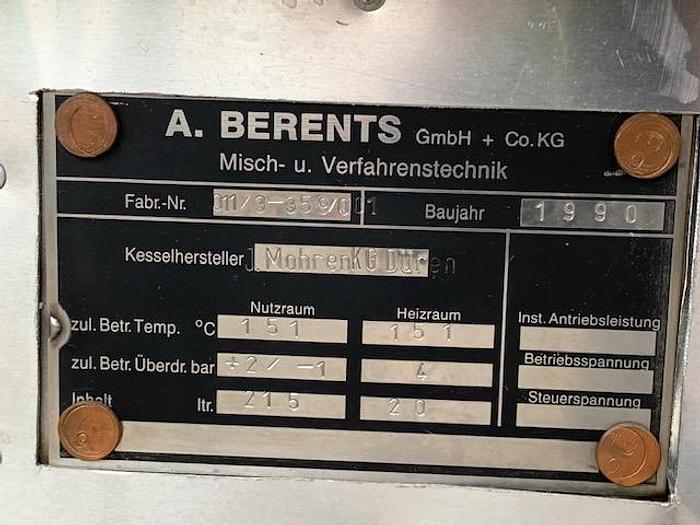 A. BERENTS GmbH + Co.KG
Misch- u. Verfahrenstechnik
Fabr.-Nr. 011/3-359/001 Baujahr 1990
Kesselhersteller J. Mohren KG Düren
Nutzraum Heizraum Inst. Antriebsleistung
zul. Betr. Temp. °C 151 151
Betriebsspannung
zul. Betr. Überdr. bar +2/-1 4
Steuerspannung
Inhalt ltr. 215 20